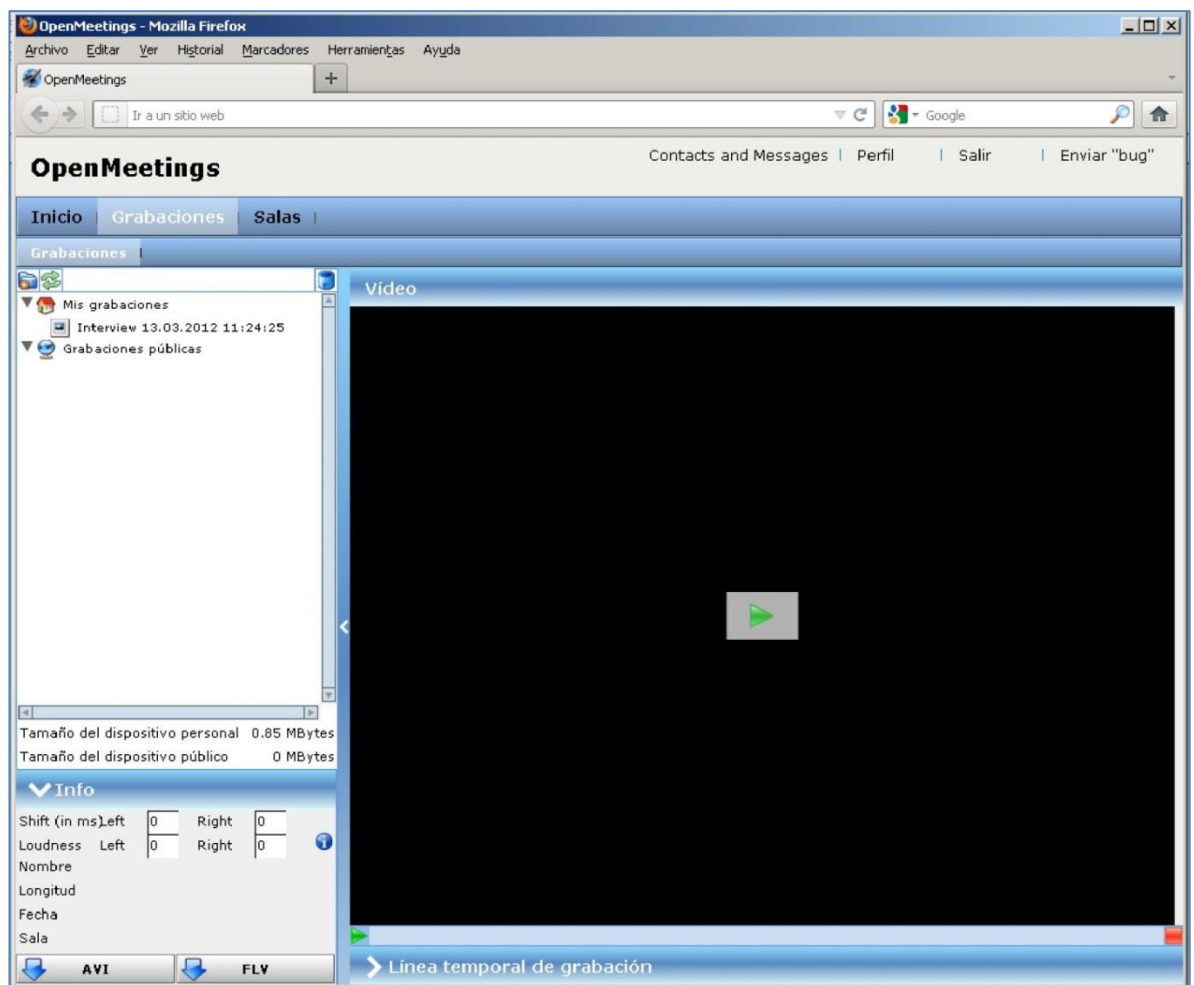 OpenMeetings - Mozilla Firefox
Archivo Editar Ver Historial Marcadores Herramientas Ayuda
OpenMeetings
Ir a un sitio web
Google
OpenMeetings
Contacts and Messages | Perfil | Salir | Enviar "bug"
Inicio | Grabaciones | Salas |
Grabaciones |
Vídeo
Mis grabaciones
Interview 13.03.2012 11:24:25
Grabaciones públicas
Tamaño del dispositivo personal 0.85 MBytes
Tamaño del dispositivo público 0 MBytes
Info
Shift (in ms) Left 0 Right 0
Loudness Left 0 Right 0
Nombre
Longitud
Fecha
Sala
AVI FLV
Línea temporal de grabación